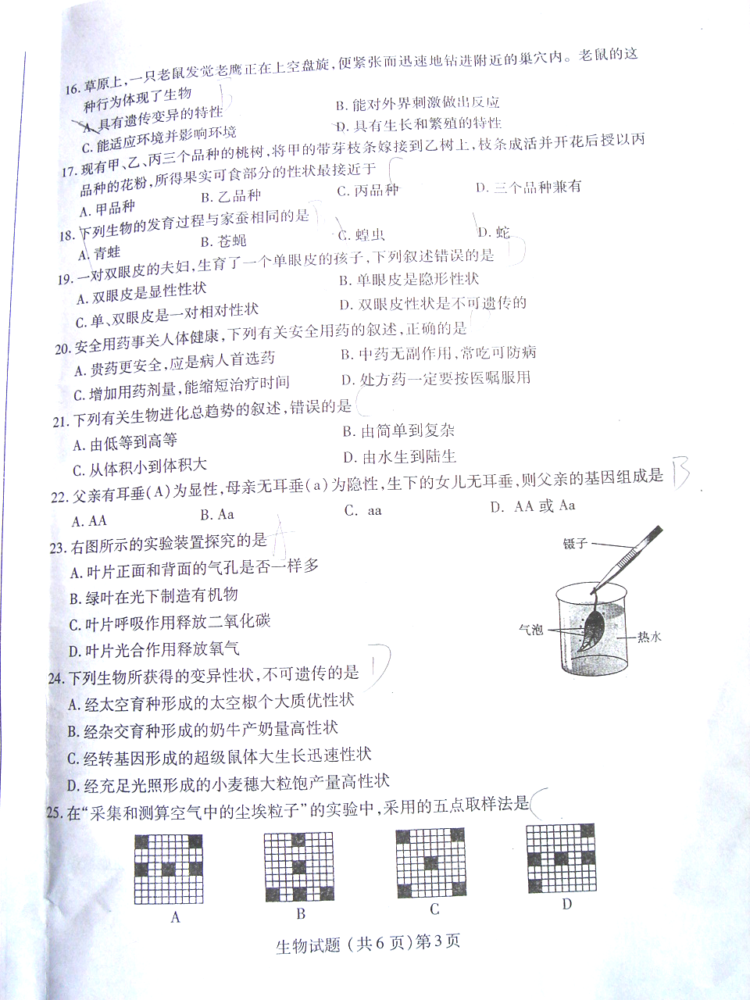 16. 草原上,一只老鼠发觉老鹰正在上空盘旋,便紧张而迅速地钻进附近的巢穴内。老鼠的这
种行为体现了生物 B
A. 具有遗传变异的特性 B. 能对外界刺激做出反应
C. 能适应环境并影响环境 D. 具有生长和繁殖的特性
17. 现有甲、乙、丙三个品种的桃树,将甲的带芽枝条嫁接到乙树上,枝条成活并开花后授以丙
品种的花粉,所得果实可食部分的性状最接近于
A. 甲品种 B. 乙品种 C. 丙品种 D. 三个品种兼有
18. 下列生物的发育过程与家蚕相同的是
A. 青蛙 B. 苍蝇 C. 蝗虫 D. 蛇
19. 一对双眼皮的夫妇,生育了一个单眼皮的孩子,下列叙述错误的是 D
A. 双眼皮是显性性状 B. 单眼皮是隐形性状
C. 单、双眼皮是一对相对性状 D. 双眼皮性状是不可遗传的
20. 安全用药事关人体健康,下列有关安全用药的叙述,正确的是
A. 贵药更安全,应是病人首选药 B. 中药无副作用,常吃可防病
C. 增加用药剂量,能缩短治疗时间 D. 处方药一定要按医嘱服用
21. 下列有关生物进化总趋势的叙述,错误的是 C
A. 由低等到高等 B. 由简单到复杂
C. 从体积小到体积大 D. 由水生到陆生
22. 父亲有耳垂(A)为显性,母亲无耳垂(a)为隐性,生下的女儿无耳垂,则父亲的基因组成是 B
A. AA B. Aa C. aa D. AA 或 Aa
23. 右图所示的实验装置探究的是 A
A. 叶片正面和背面的气孔是否一样多
B. 绿叶在光下制造有机物
C. 叶片呼吸作用释放二氧化碳
D. 叶片光合作用释放氧气
镊子
气泡
热水
24. 下列生物所获得的变异性状,不可遗传的是 D
A. 经太空育种形成的太空椒个大质优性状
B. 经杂交育种形成的奶牛产奶量高性状
C. 经转基因形成的超级鼠体大生长迅速性状
D. 经充足光照形成的小麦穗大粒饱产量高性状
25. 在“采集和测算空气中的尘埃粒子”的实验中,采用的五点取样法是 C
A B C D
生物试题 (共6页)第3页